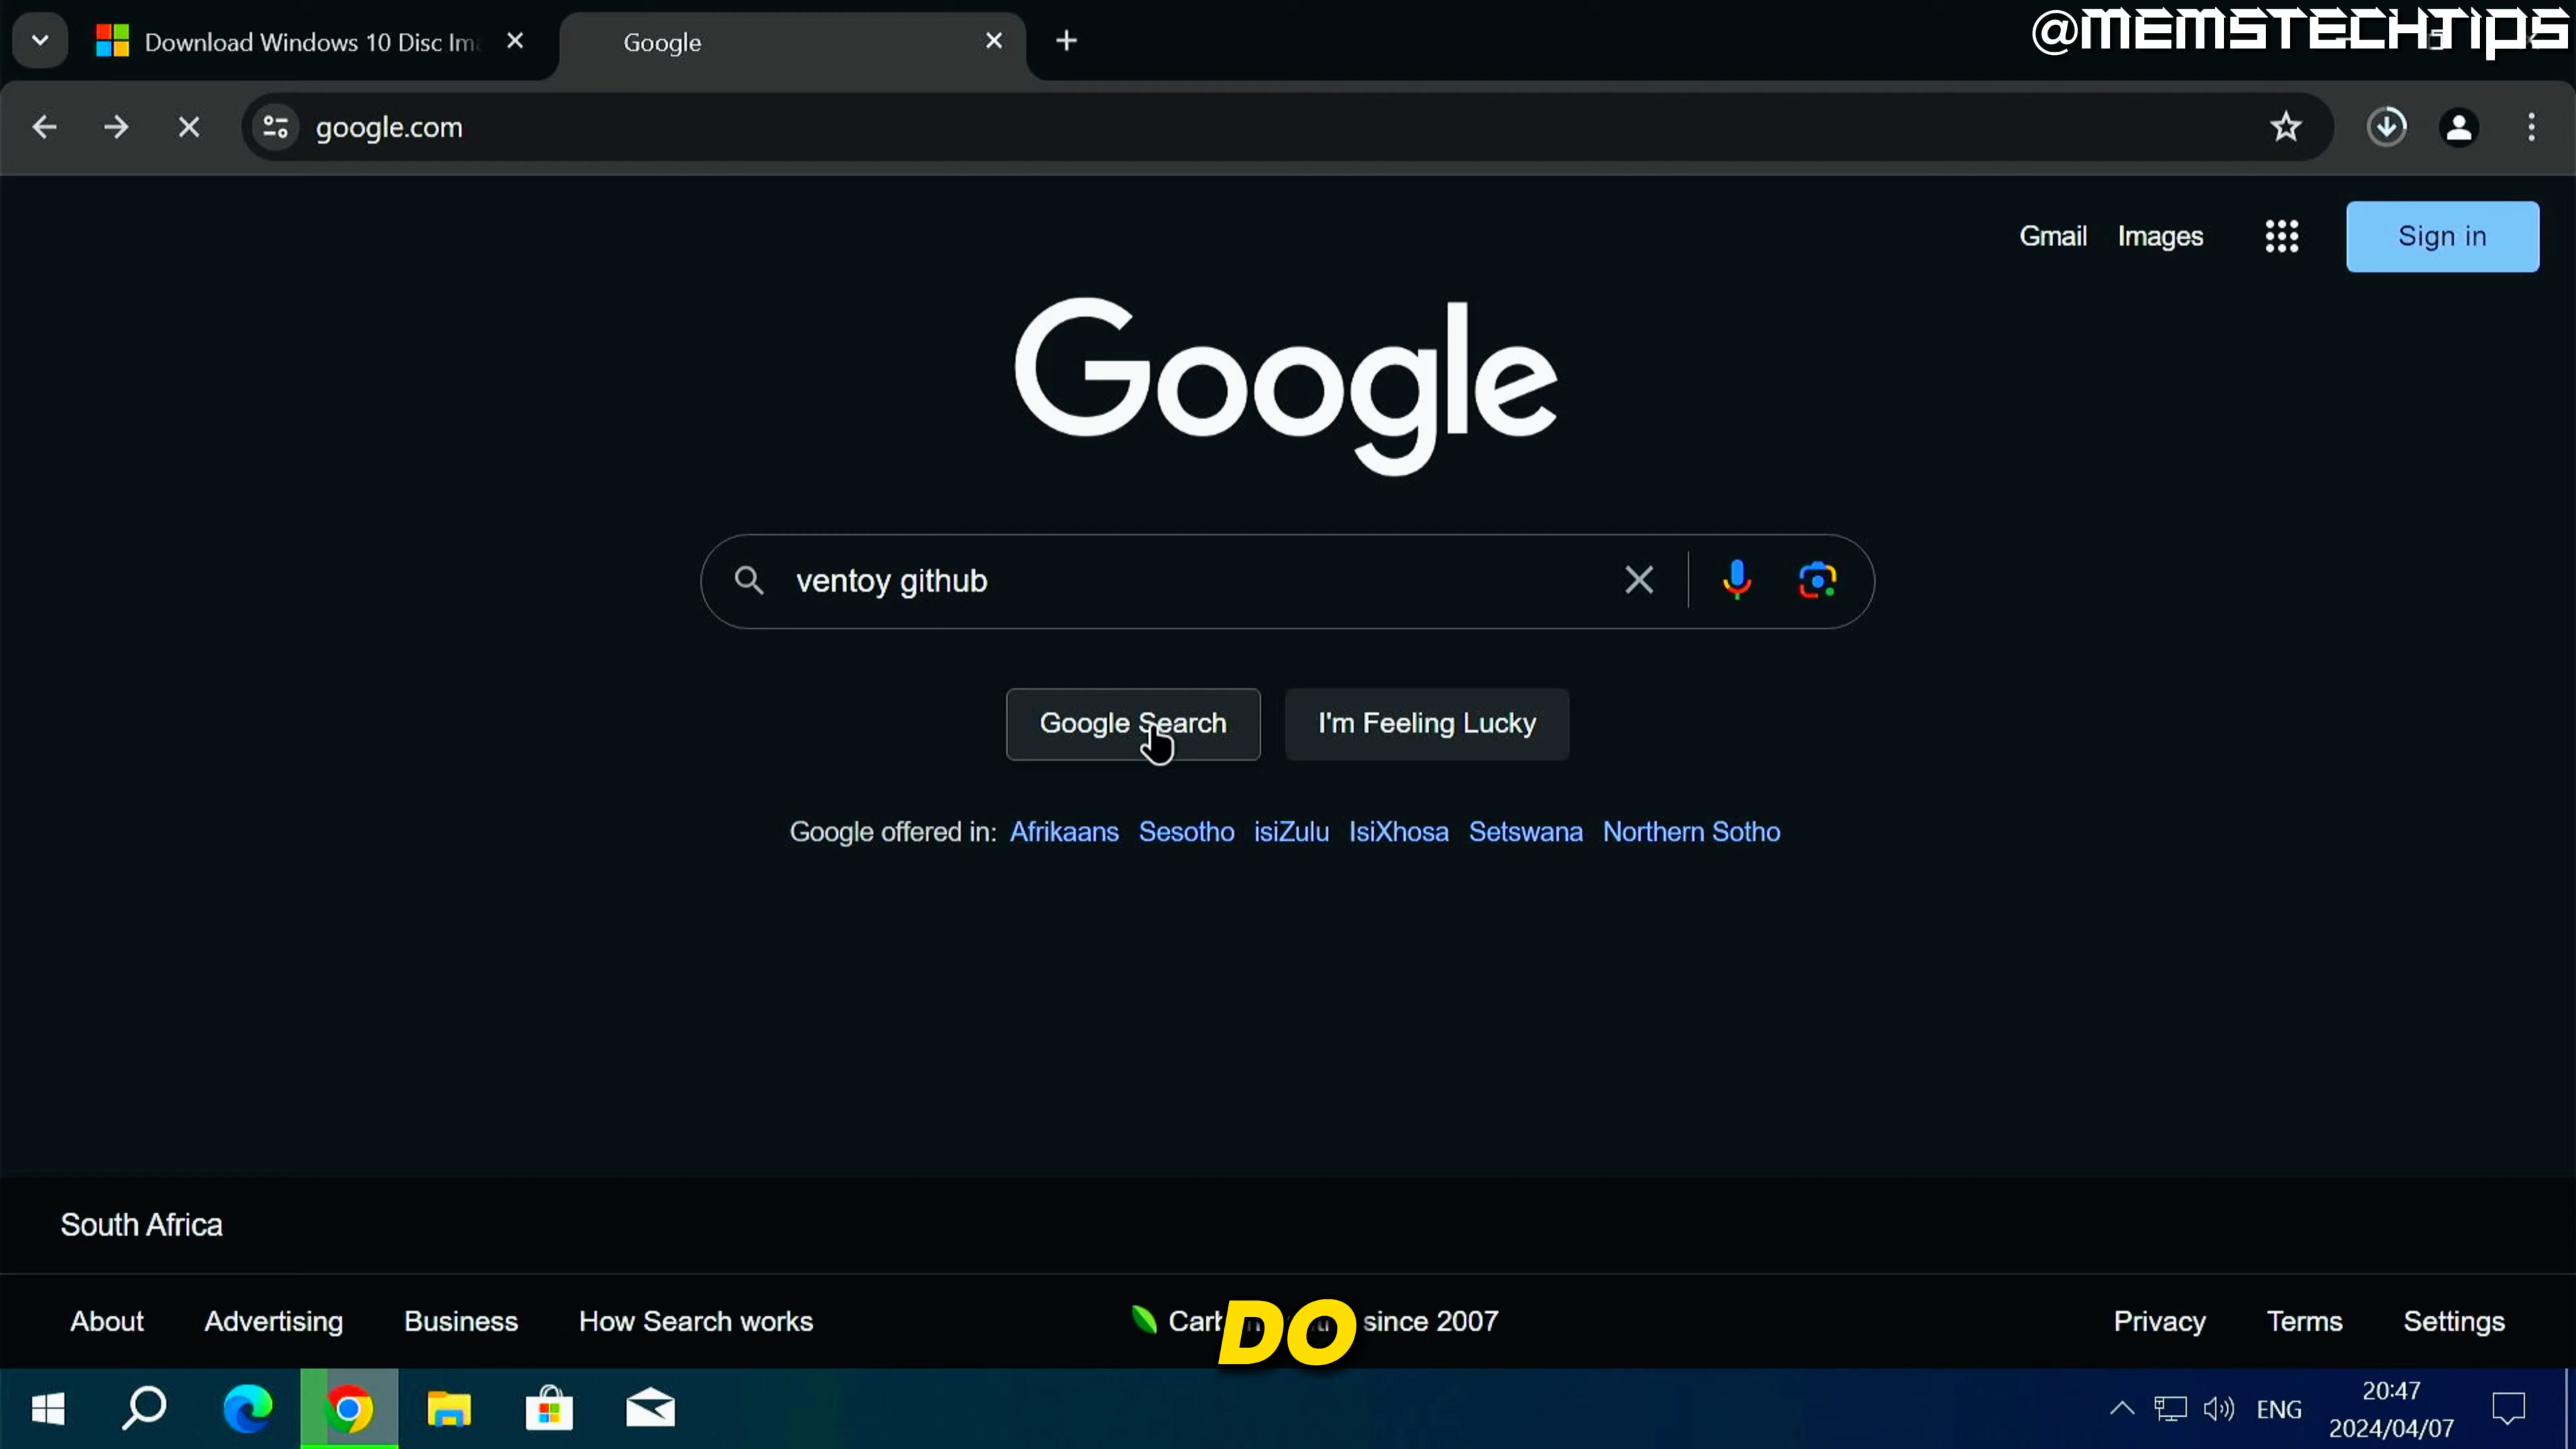 Download Windows 10 Disc Ima
Google
@MEMSTECHTIPS
google.com
Gmail Images Sign in
Google
ventoy github
Google Search I'm Feeling Lucky
Google offered in: Afrikaans Sesotho isiZulu IsiXhosa Setswana Northern Sotho
South Africa
About Advertising Business How Search works since 2007 Privacy Terms Settings
DO
ENG
20:47
2024/04/07